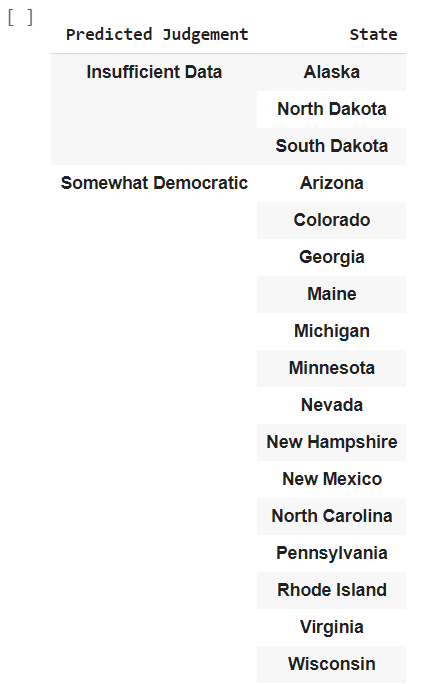 [ ]
Predicted Judgement State
Insufficient Data Alaska
North Dakota
South Dakota
Somewhat Democratic Arizona
Colorado
Georgia
Maine
Michigan
Minnesota
Nevada
New Hampshire
New Mexico
North Carolina
Pennsylvania
Rhode Island
Virginia
Wisconsin